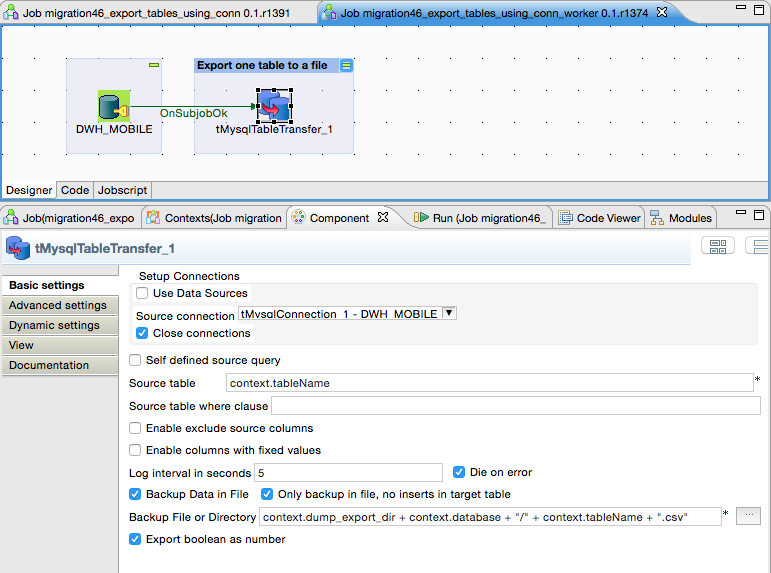 Job migration46_export_tables_using_conn 0.1.r1391
Job migration46_export_tables_using_conn_worker 0.1.r1374
Export one table to a file
OnSubjobOk
DWH_MOBILE
tMysqlTableTransfer_1
Designer Code Jobscript
Job(migration46_expo
Contexts(Job migration
Component
Run (Job migration46_
Code Viewer
Modules
tMysqlTableTransfer_1
Basic settings
Advanced settings
Dynamic settings
View
Documentation
Setup Connections
Use Data Sources
Source connection tMysqlConnection_1 - DWH_MOBILE
Close connections
Self defined source query
Source table context.tableName *
Source table where clause
Enable exclude source columns
Enable columns with fixed values
Log interval in seconds 5 Die on error
Backup Data in File Only backup in file, no inserts in target table
Backup File or Directory context.dump_export_dir + context.database + "/" + context.tableName + ".csv" * ...
Export boolean as number